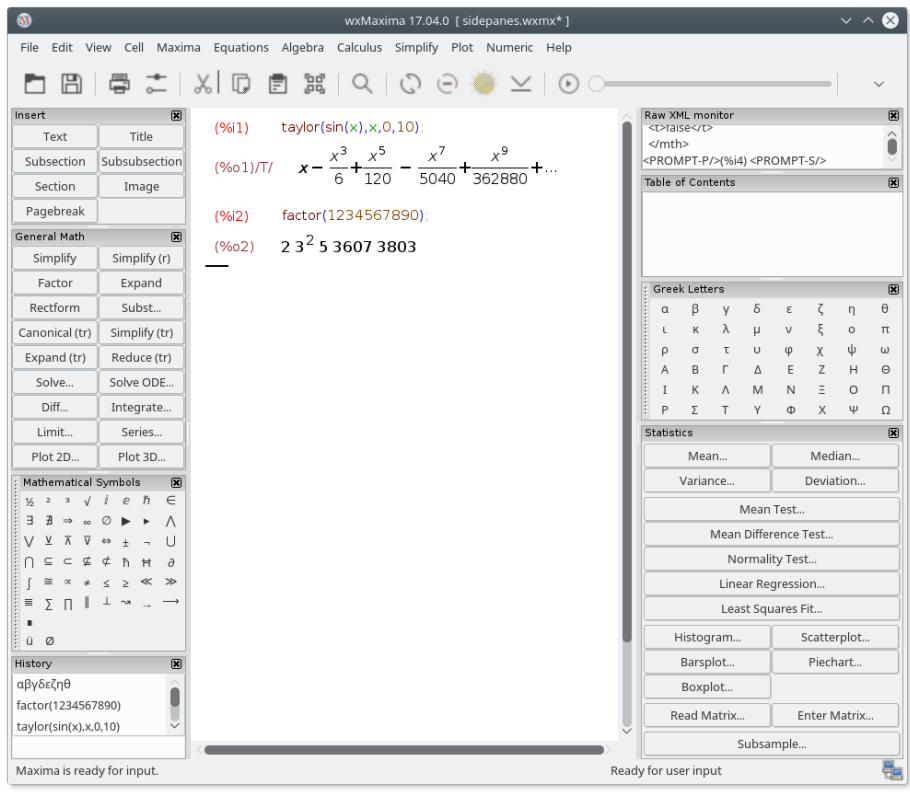 wxMaxima 17.04.0 [ sidepanes.wxmx* ]
File Edit View Cell Maxima Equations Algebra Calculus Simplify Plot Numeric Help
Insert
Text Title
Subsection Subsubsection
Section Image
Pagebreak
General Math
Simplify Simplify (r)
Factor Expand
Rectform Subst...
Canonical (tr) Simplify (tr)
Expand (tr) Reduce (tr)
Solve... Solve ODE...
Diff... Integrate...
Limit... Series...
Plot 2D... Plot 3D...
Mathematical Symbols
½ ² ³ √ ⅈ ⅇ ℏ ∈
∃ ∄ ⇒ ∞ ∅ ▶ ▸ ⋀
⋁ ⊻ ⊼ ⊽ ⇔ ± ¬ ⋃
⋂ ⊆ ⊂ ⊈ ⊄ ħ Ħ ∂
∫ ≅ ∝ ≠ ≤ ≥ ≪ ≫
≣ ∑ ∏ ∥ ⟂ ↝ → ⟶
∎
ü Ø
History
αβγδεζηθ
factor(1234567890)
taylor(sin(x),x,0,10)
(%i1) taylor(sin(x),x,0,10);
(%o1)/T/ x − x³/6 + x⁵/120 − x⁷/5040 + x⁹/362880 + ...
(%i2) factor(1234567890);
(%o2) 2 3² 5 3607 3803
Raw XML monitor
<t>false</t>
</mth>
<PROMPT-P/>(%i4) <PROMPT-S/>
Table of Contents
Greek Letters
α β γ δ ε ζ η θ
ι κ λ μ ν ξ ο π
ρ σ τ υ φ χ ψ ω
Α Β Γ Δ Ε Ζ Η Θ
Ι Κ Λ Μ Ν Ξ Ο Π
Ρ Σ Τ Υ Φ Χ Ψ Ω
Statistics
Mean... Median...
Variance... Deviation...
Mean Test...
Mean Difference Test...
Normality Test...
Linear Regression...
Least Squares Fit...
Histogram... Scatterplot...
Barsplot... Piechart...
Boxplot...
Read Matrix... Enter Matrix...
Subsample...
Maxima is ready for input. Ready for user input